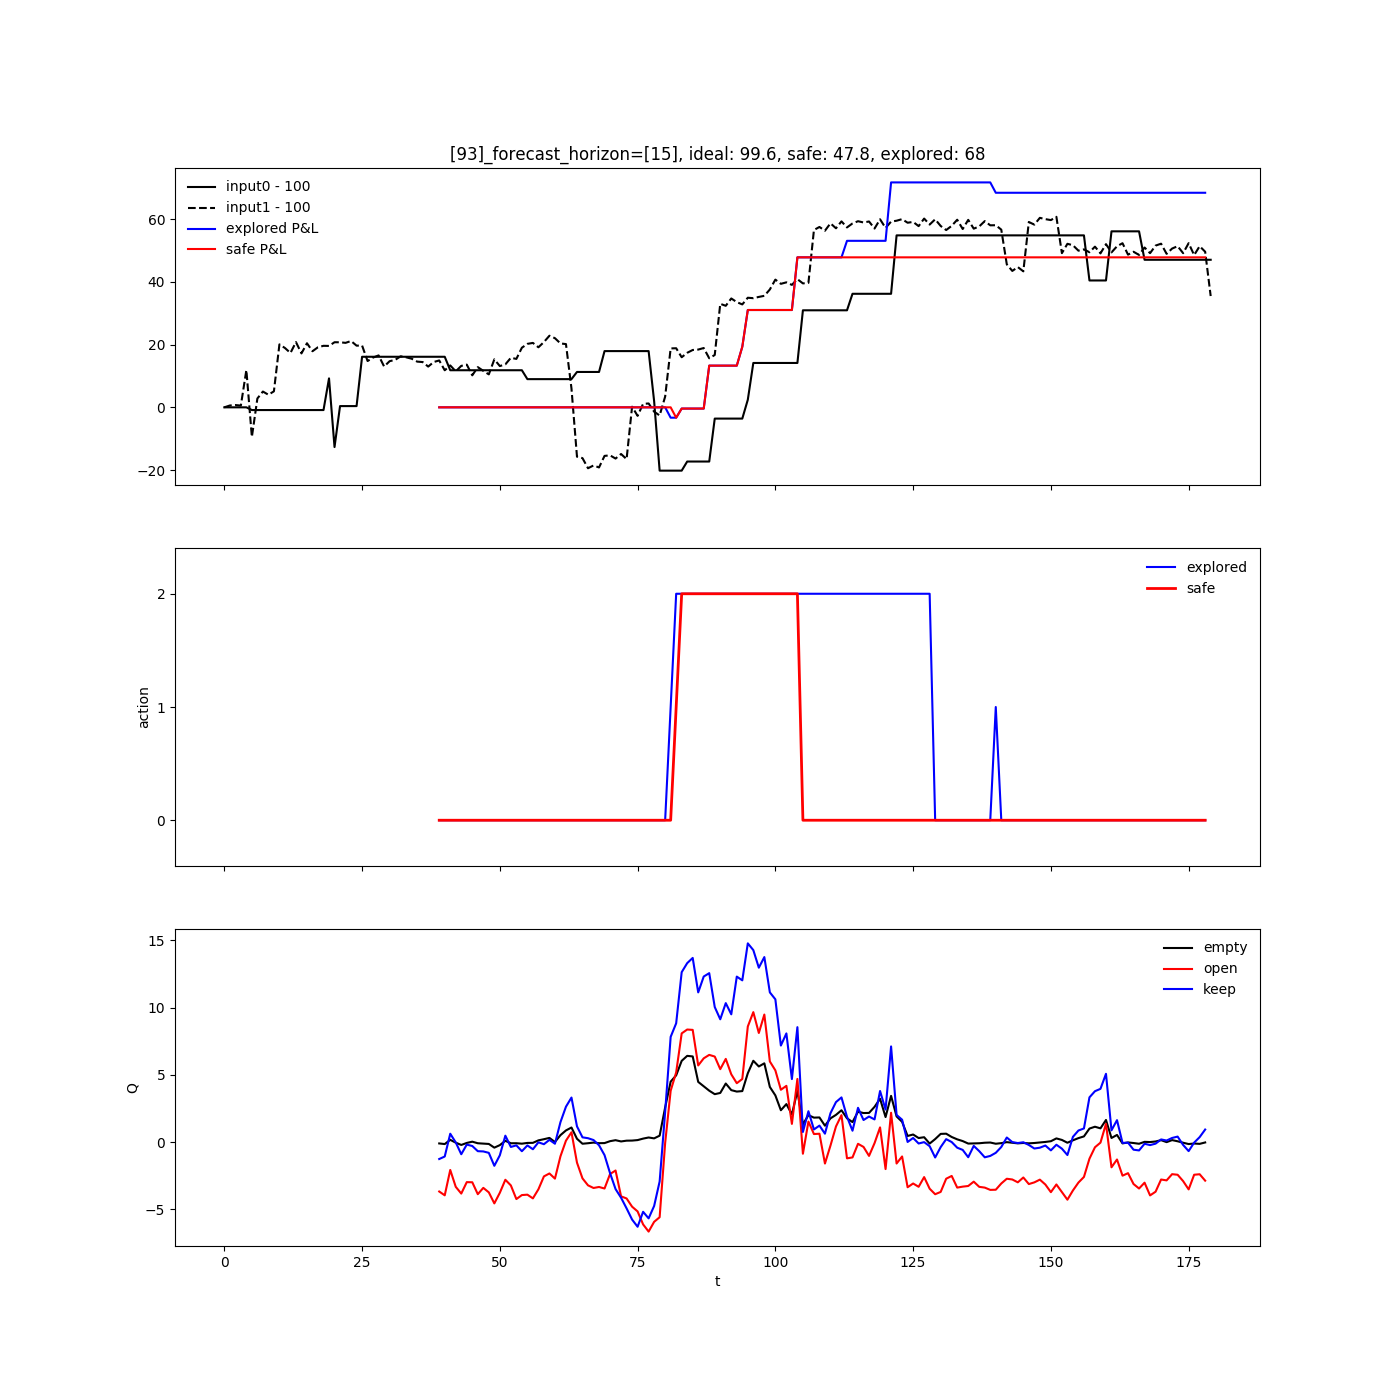 [93]_forecast_horizon=[15], ideal: 99.6, safe: 47.8, explored: 68
input0 - 100
input1 - 100
explored P&L
safe P&L
60
40
20
0
−20
explored
safe
2
1
0
action
empty
open
keep
15
10
5
0
−5
Q
0 25 50 75 100 125 150 175
t